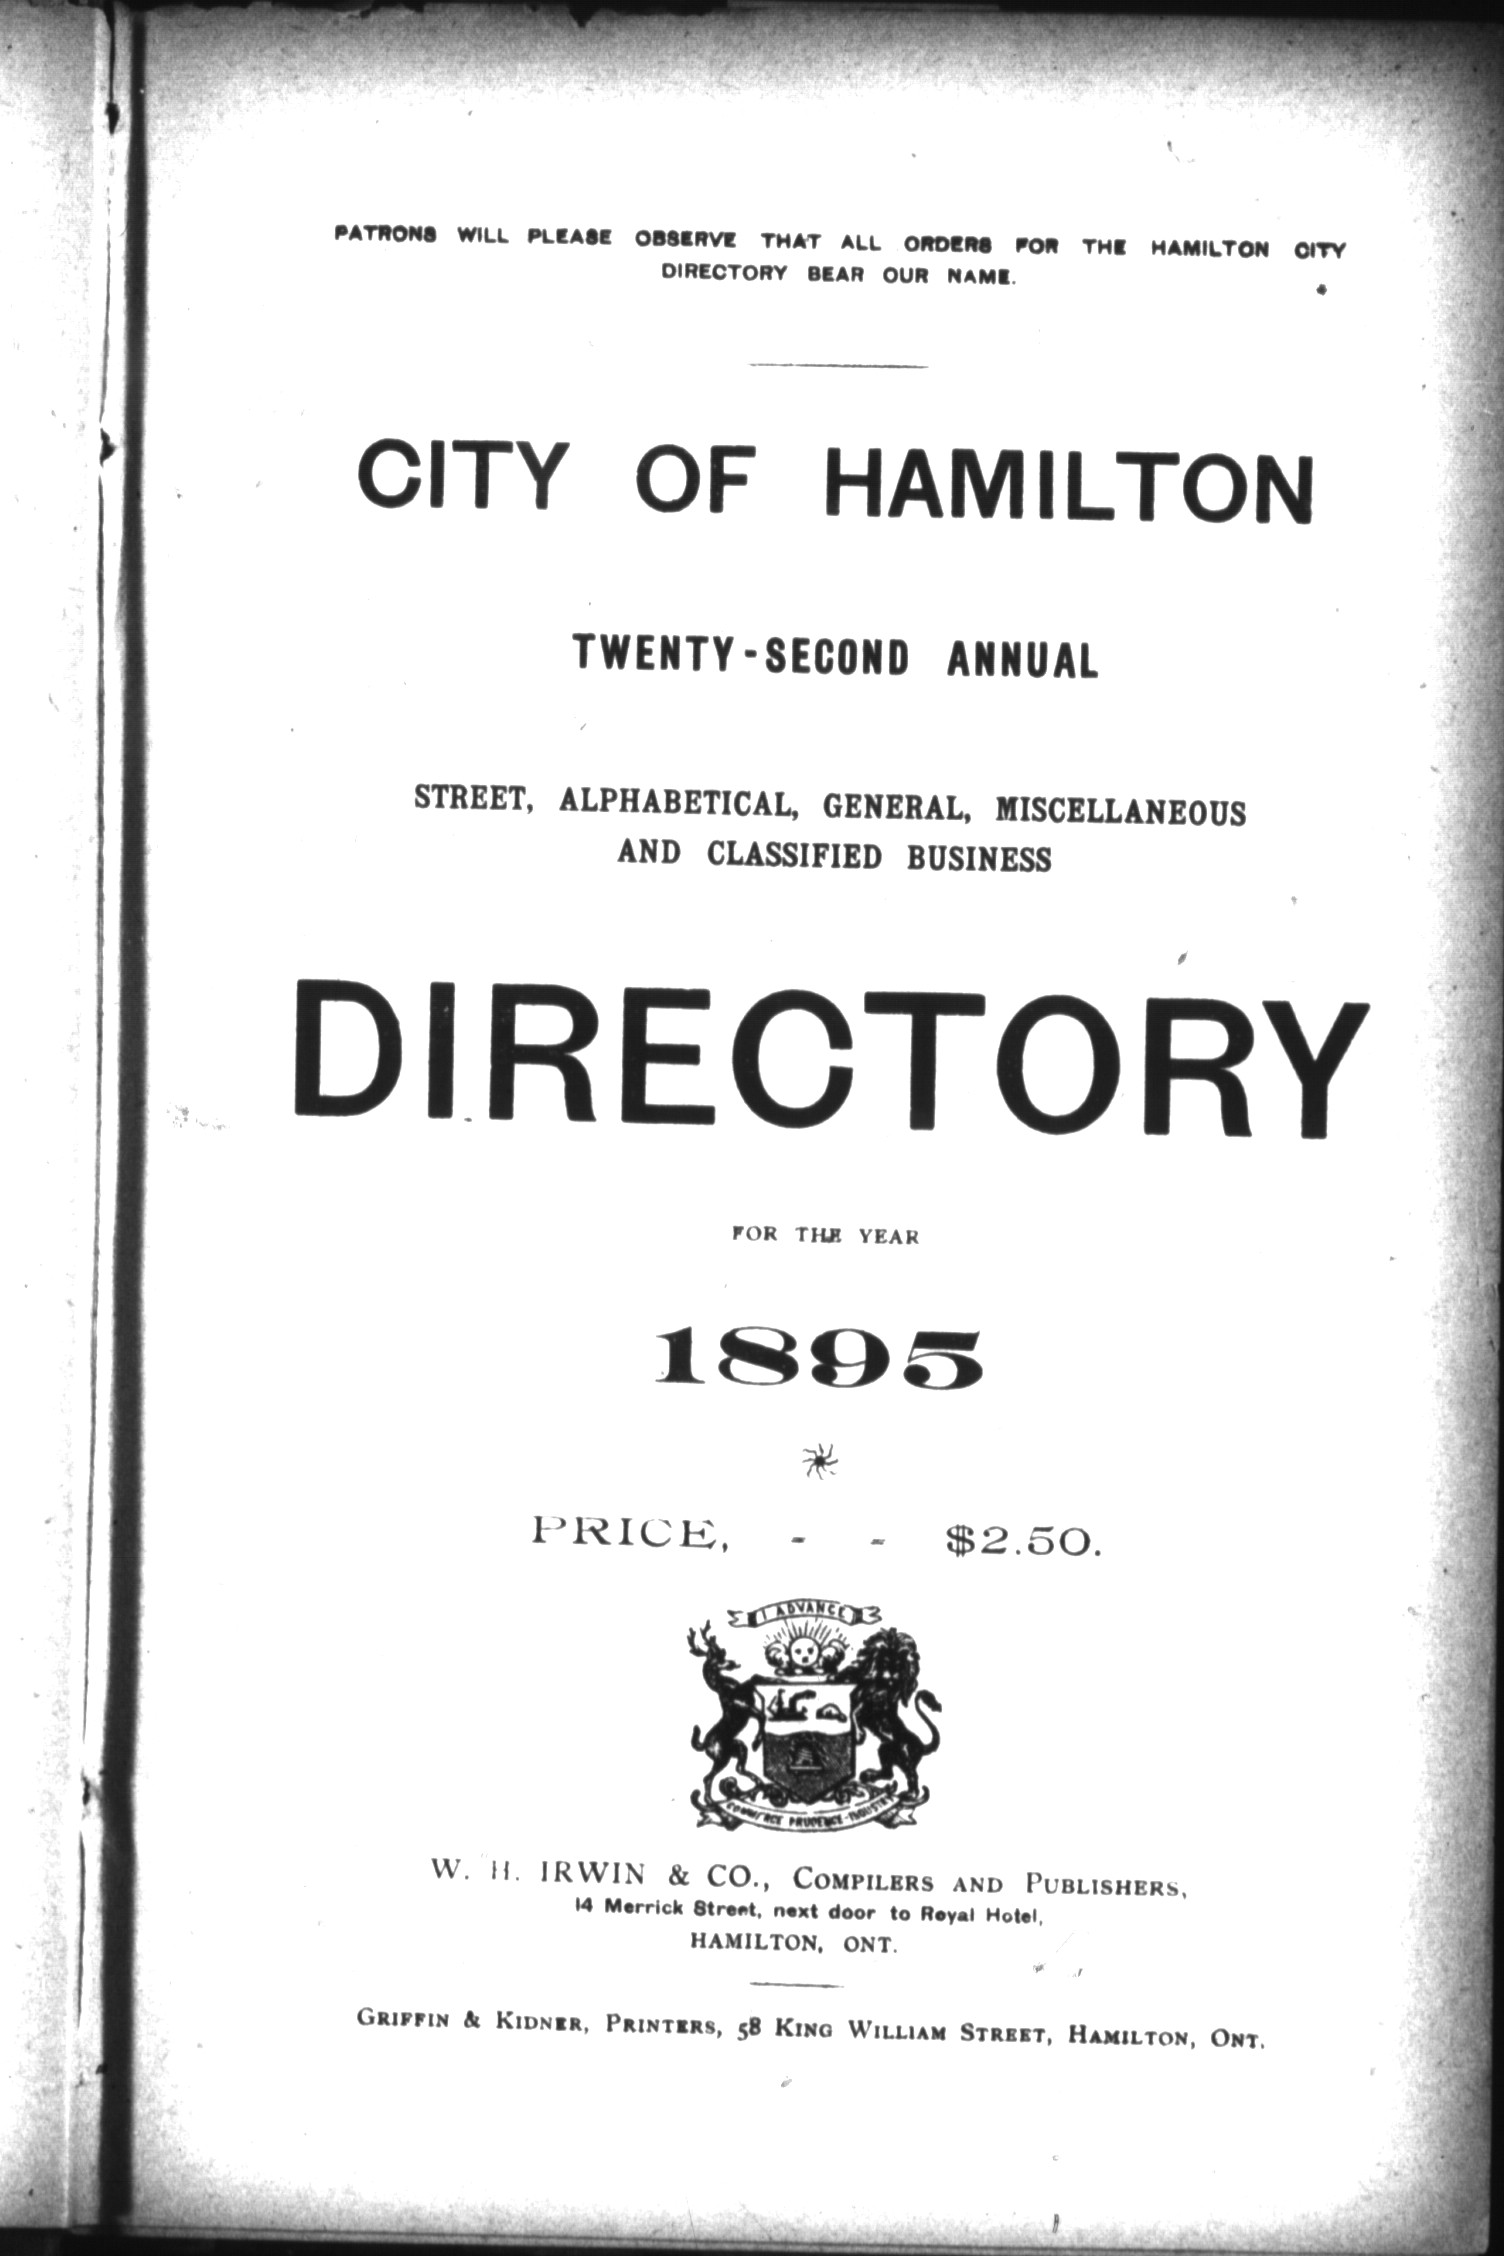 PATRONS WILL PLEASE OBSERVE THAT ALL ORDERS FOR THE HAMILTON CITY
DIRECTORY BEAR OUR NAME.
CITY OF HAMILTON
TWENTY-SECOND ANNUAL
STREET, ALPHABETICAL, GENERAL, MISCELLANEOUS
AND CLASSIFIED BUSINESS
DIRECTORY
FOR THE YEAR
1895
PRICE, - - $2.50.
I ADVANCE
COMMERCE PRUDENCE-INDUSTRY
W. H. IRWIN & CO., COMPILERS AND PUBLISHERS,
14 Merrick Street, next door to Royal Hotel,
HAMILTON, ONT.
GRIFFIN & KIDNER, PRINTERS, 58 KING WILLIAM STREET, HAMILTON, ONT.